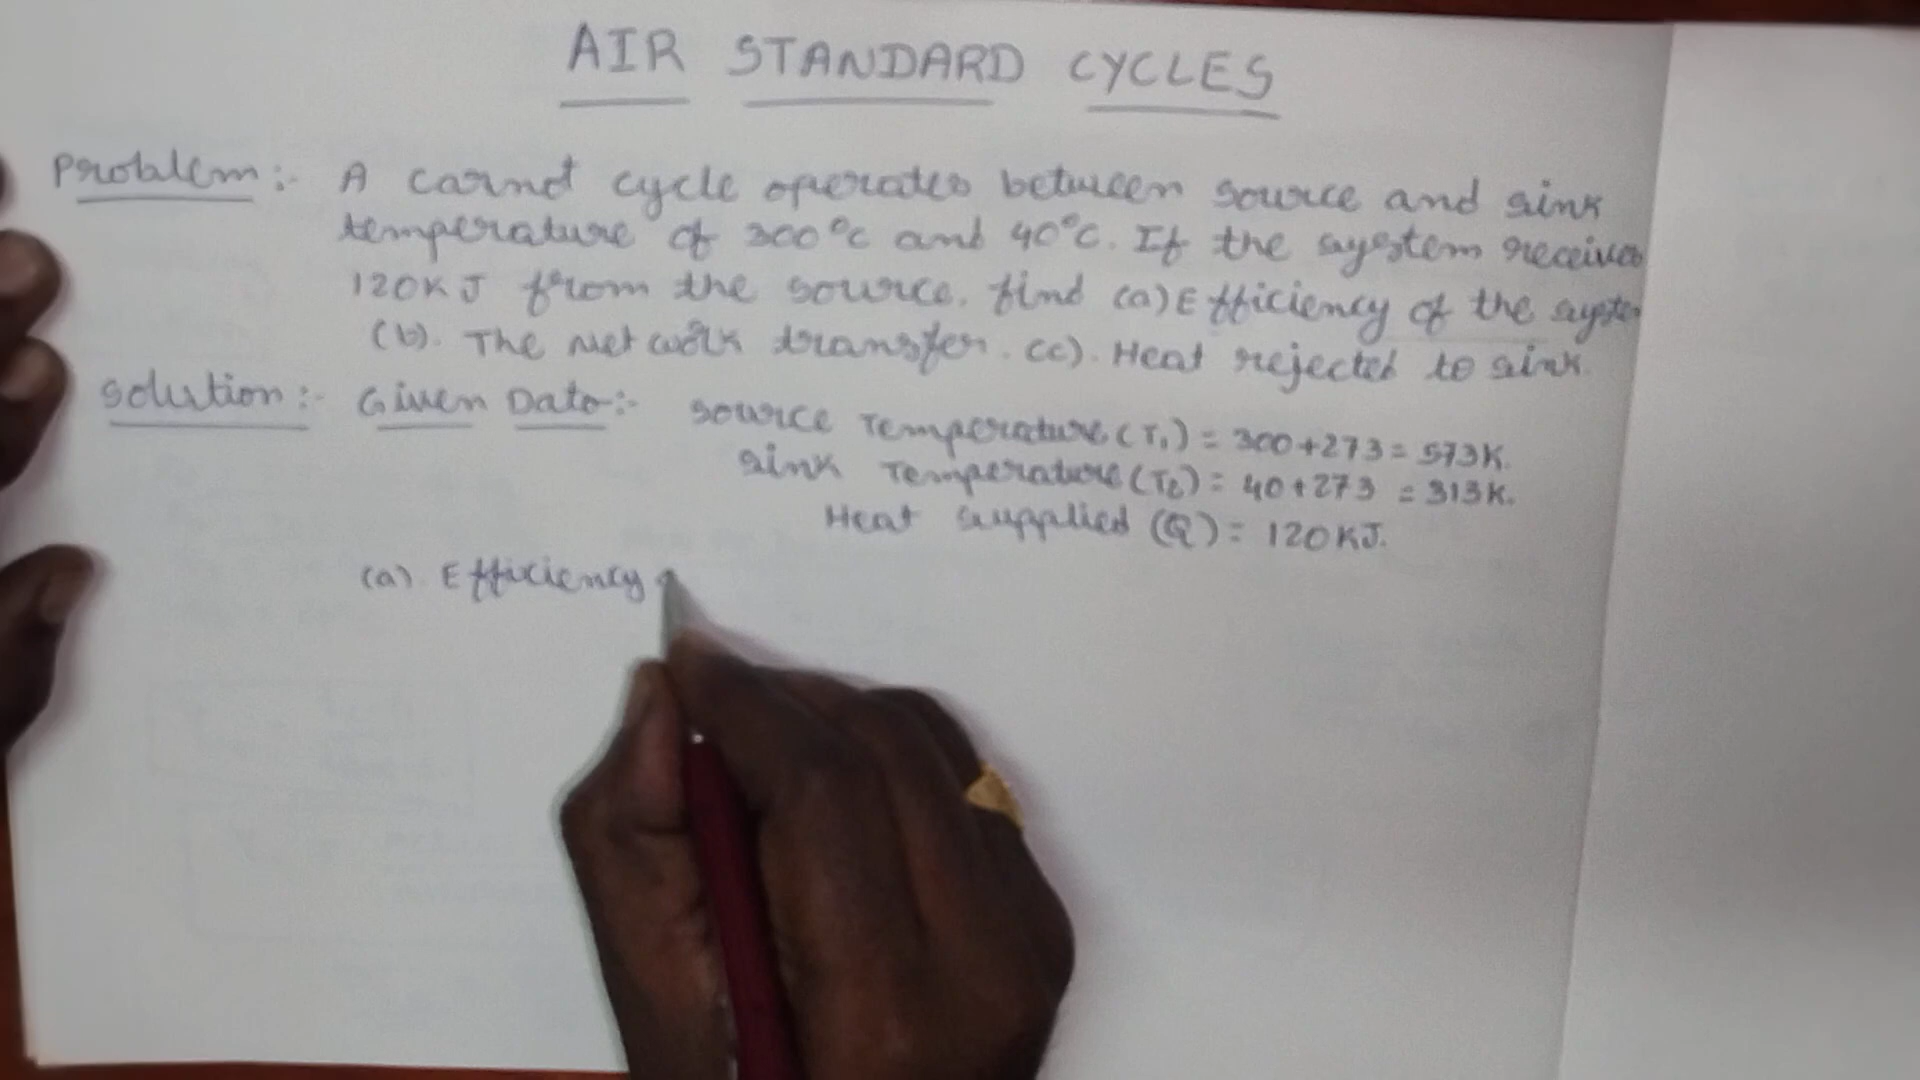 AIR STANDARD CYCLES
Problem:- A carnot cycle operates between source and sink
temperature of 300°C and 40°C. If the system receives
120KJ from the source. find (a) Efficiency of the system
(b). The net work transfer. (c). Heat rejected to sink.
Solution:- Given Data:- Source Temperature (T1) = 300+273 = 573K.
Sink Temperature (T2) = 40+273 = 313K.
Heat supplied (Q) = 120KJ.
(a) Efficiency